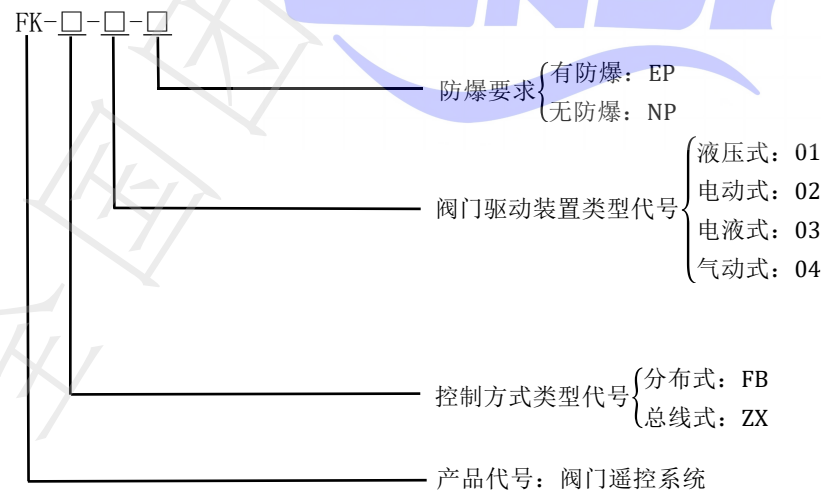 FK-□-□-□
防爆要求
有防爆：EP
无防爆：NP
阀门驱动装置类型代号
液压式：01
电动式：02
电液式：03
气动式：04
控制方式类型代号
分布式：FB
总线式：ZX
产品代号：阀门遥控系统